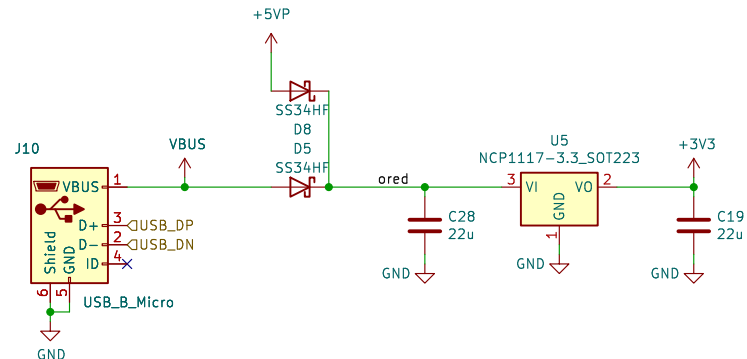 +5VP
SS34HF
D8
D5
SS34HF
J10
VBUS
ored
U5
NCP1117-3.3_SOT223
+3V3
VBUS 1
D+ 3 USB_DP
D- 2 USB_DN
ID 4
Shield
GND
6
5
USB_B_Micro
GND
C28
22u
GND
3 VI
VO 2
GND
1
GND
C19
22u
GND